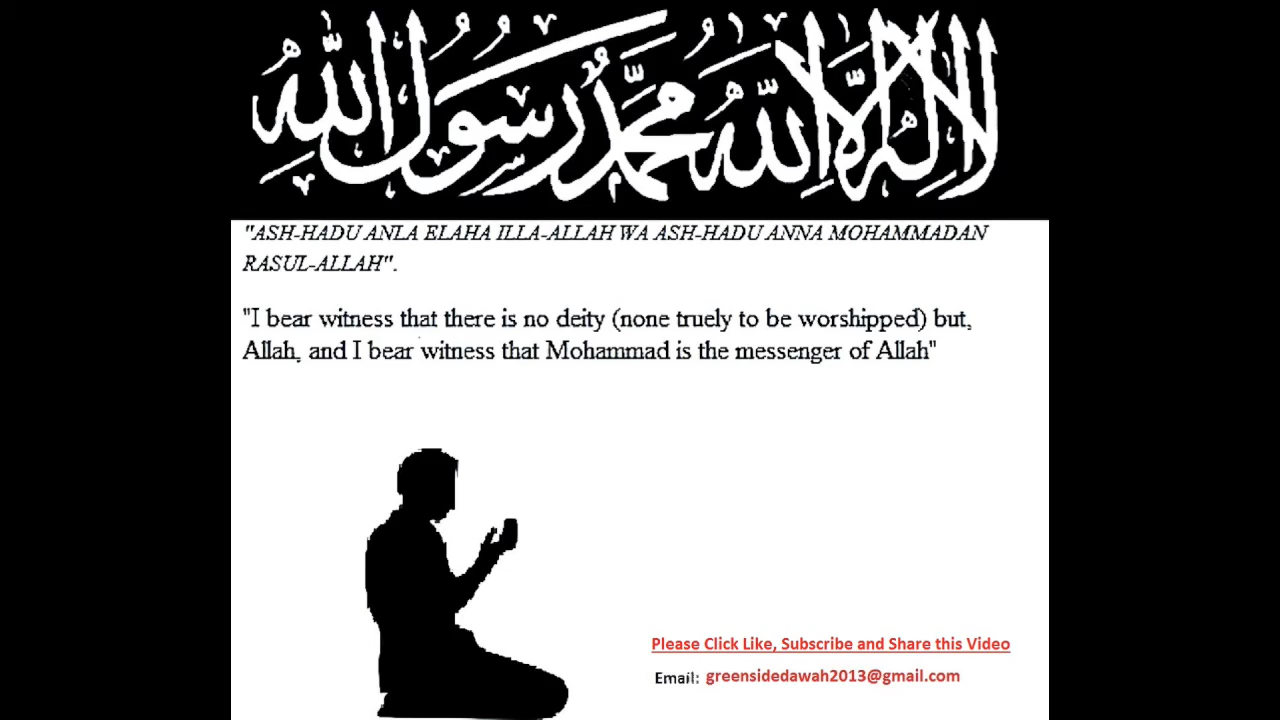 لا إله إلا الله محمد رسول الله
"ASH-HADU ANLA ELAHA ILLA-ALLAH WA ASH-HADU ANNA MOHAMMADAN
RASUL-ALLAH".
"I bear witness that there is no deity (none truely to be worshipped) but,
Allah, and I bear witness that Mohammad is the messenger of Allah"
Please Click Like, Subscribe and Share this Video
Email: greensidedawah2013@gmail.com